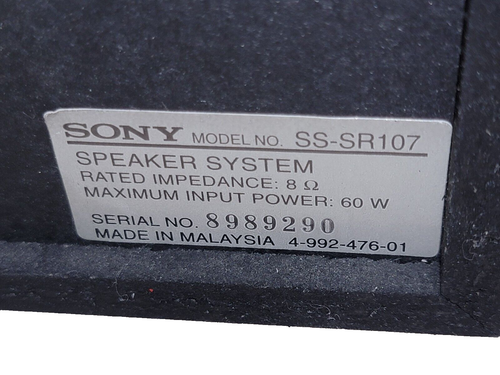 SONY MODEL NO. SS-SR107
SPEAKER SYSTEM
RATED IMPEDANCE: 8 Ω
MAXIMUM INPUT POWER: 60 W
SERIAL NO. 8989290
MADE IN MALAYSIA 4-992-476-01